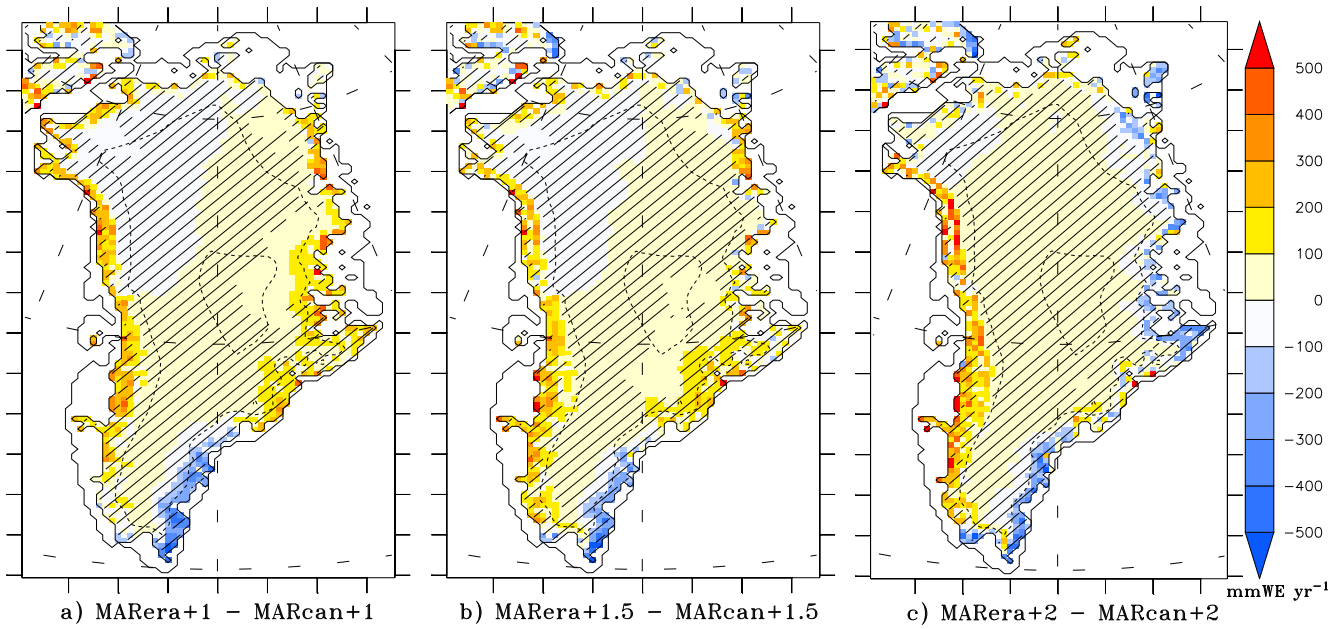 500
400
300
200
100
0
−100
−200
−300
−400
−500
mmWE yr⁻¹
a) MARera+1 − MARcan+1
b) MARera+1.5 − MARcan+1.5
c) MARera+2 − MARcan+2